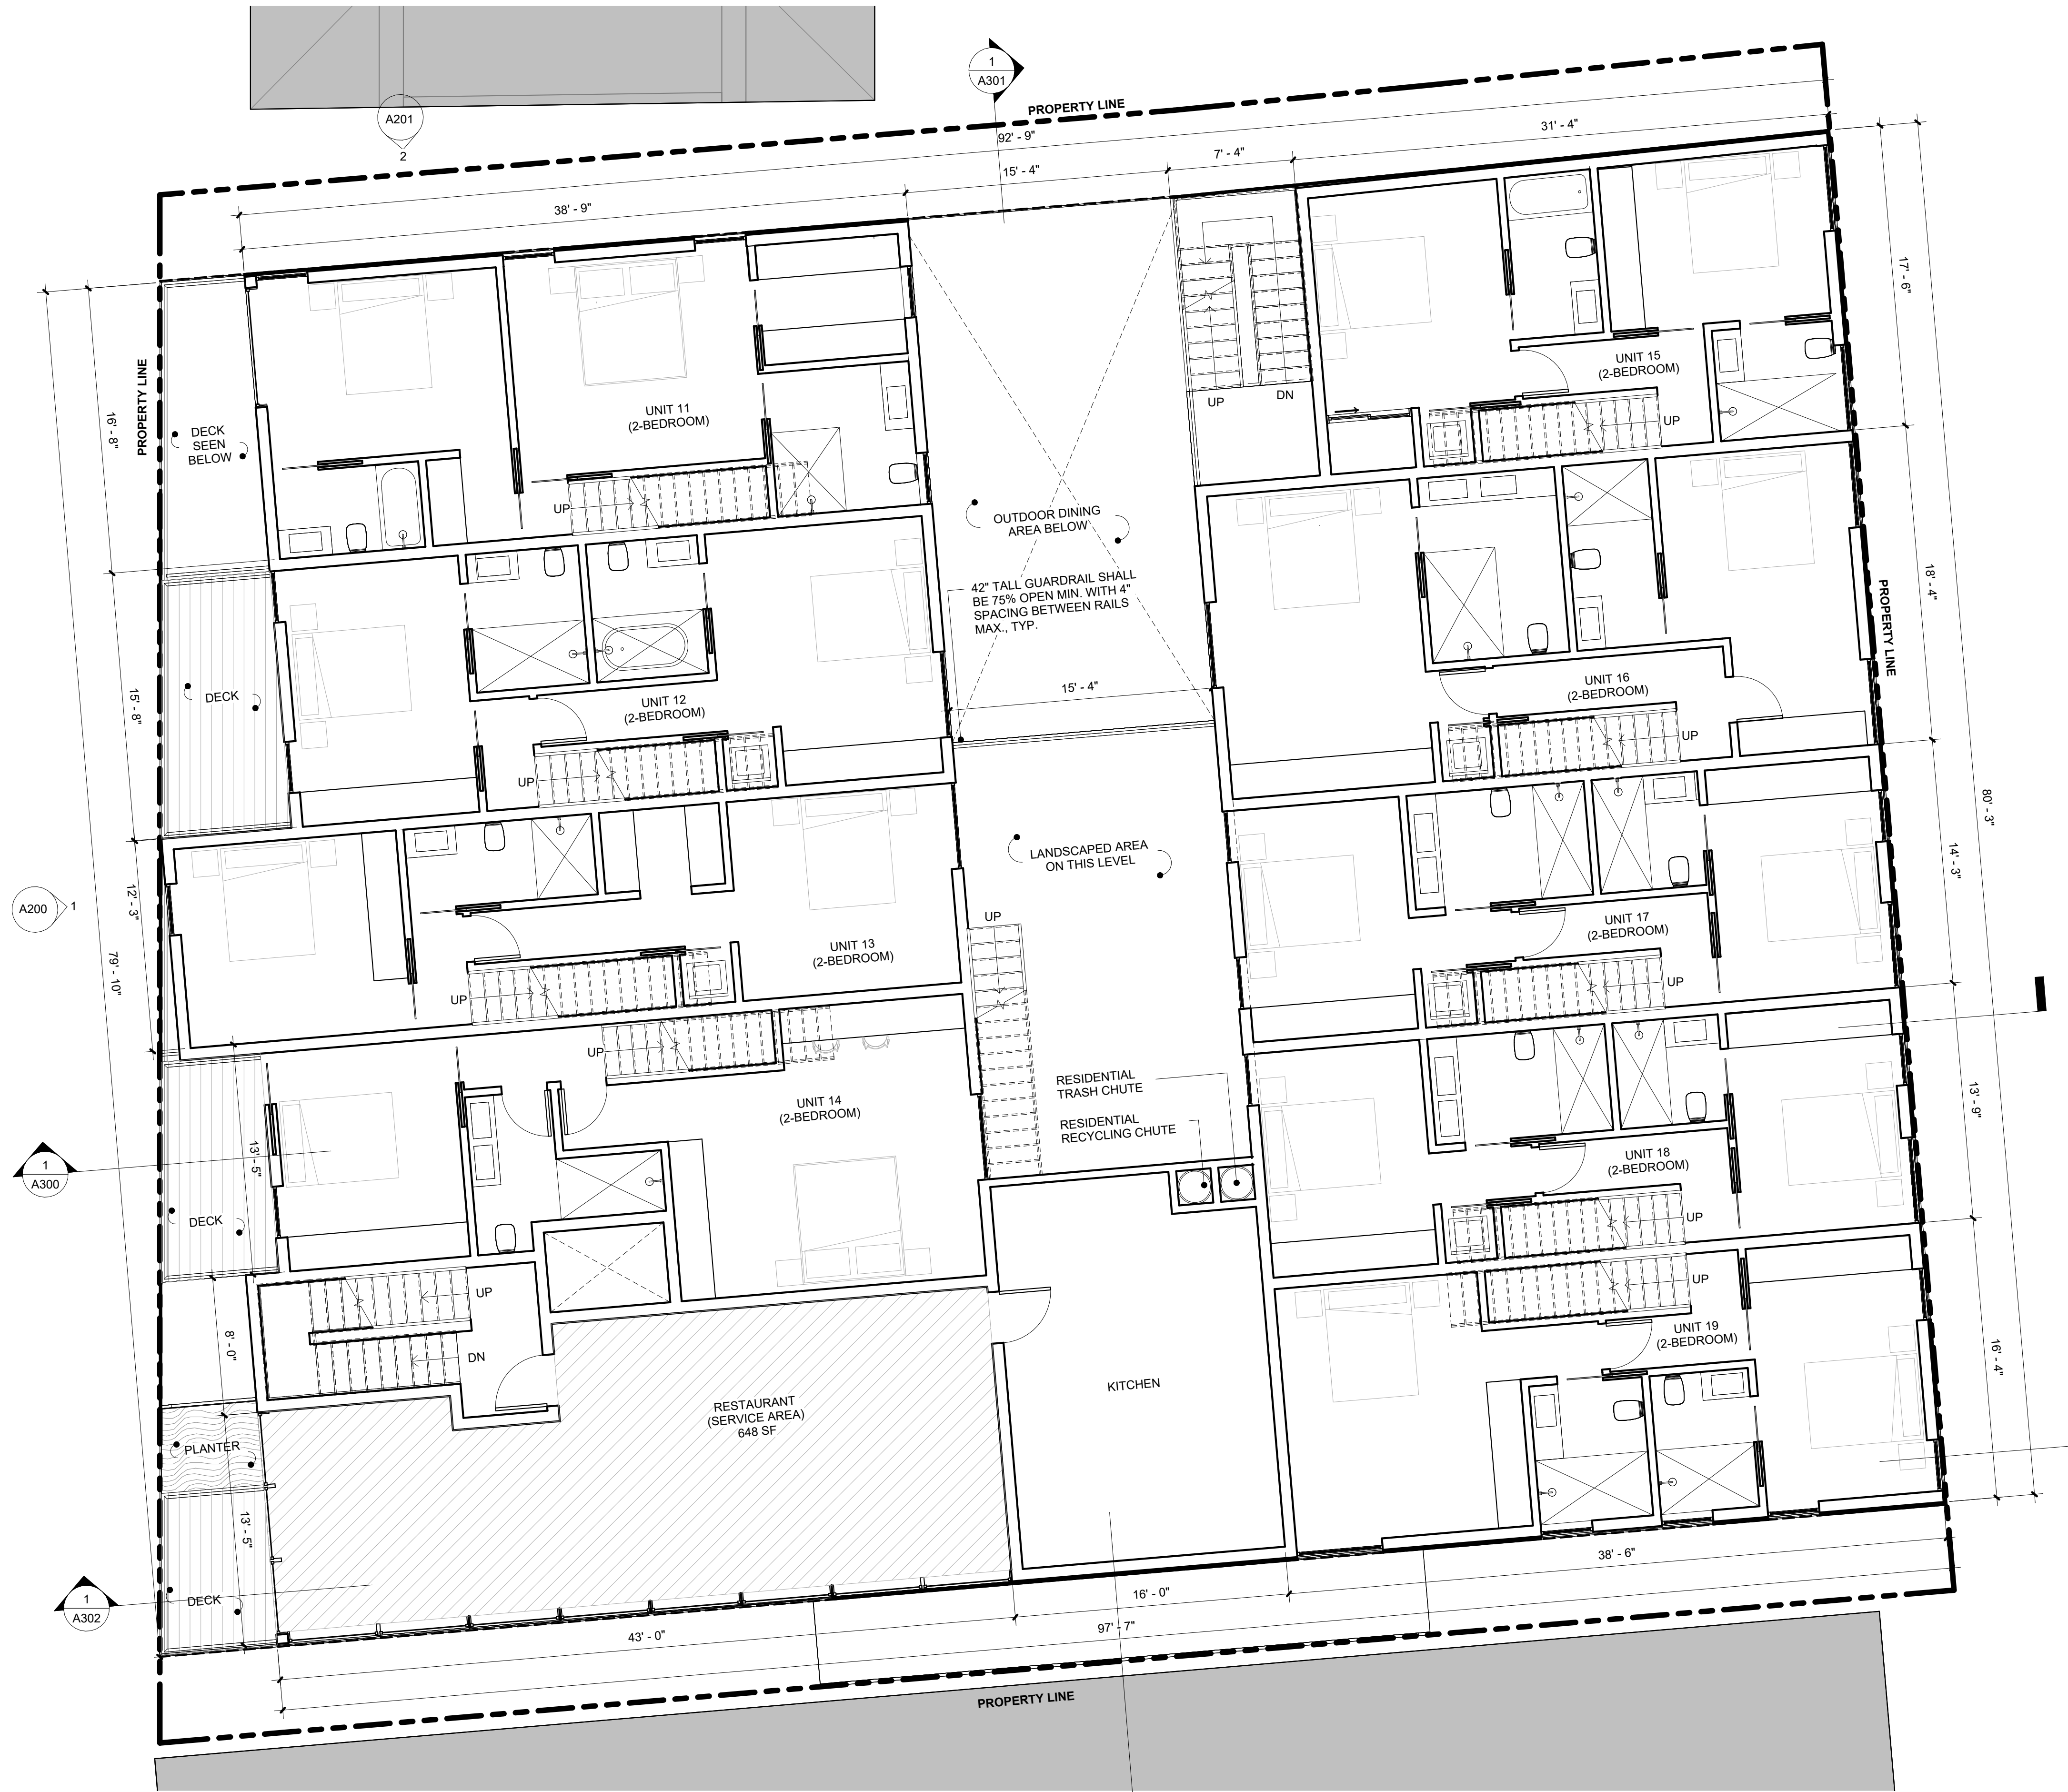 1
A301
A201
2
PROPERTY LINE
92' - 9"
31' - 4"
7' - 4"
15' - 4"
38' - 9"
17' - 6"
PROPERTY LINE
16' - 8"
DECK
SEEN
BELOW
UNIT 11
(2-BEDROOM)
UP
UP
DN
UNIT 15
(2-BEDROOM)
UP
OUTDOOR DINING
AREA BELOW
42" TALL GUARDRAIL SHALL
BE 75% OPEN MIN. WITH 4"
SPACING BETWEEN RAILS
MAX., TYP.
18' - 4"
PROPERTY LINE
15' - 8"
DECK
UNIT 12
(2-BEDROOM)
UP
15' - 4"
UNIT 16
(2-BEDROOM)
UP
80' - 3"
LANDSCAPED AREA
ON THIS LEVEL
14' - 3"
A200
1
12' - 3"
79' - 10"
UNIT 13
(2-BEDROOM)
UP
UP
UNIT 17
(2-BEDROOM)
UP
UP
UNIT 14
(2-BEDROOM)
RESIDENTIAL
TRASH CHUTE
RESIDENTIAL
RECYCLING CHUTE
13' - 9"
UNIT 18
(2-BEDROOM)
UP
1
A300
13' - 5"
DECK
UP
DN
8' - 0"
UP
UNIT 19
(2-BEDROOM)
16' - 4"
KITCHEN
RESTAURANT
(SERVICE AREA)
648 SF
PLANTER
13' - 5"
DECK
1
A302
38' - 6"
16' - 0"
97' - 7"
43' - 0"
PROPERTY LINE